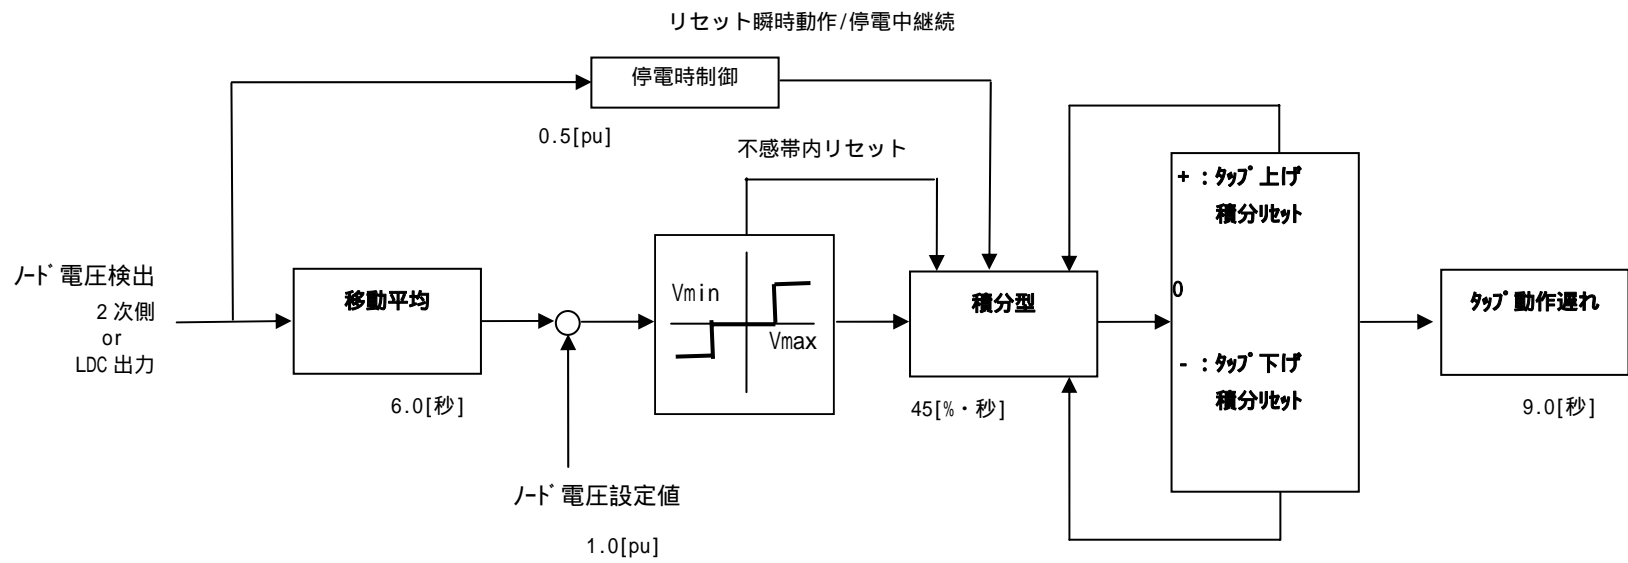 リセット瞬時動作/停電中継続
停電時制御
0.5[pu]
不感帯内リセット
+ : ﾀｯﾌﾟ上げ
積分ﾘｾｯﾄ
ﾉｰﾄﾞ電圧検出
2 次側
or
LDC 出力
移動平均
Vmin
Vmax
積分型
0
ﾀｯﾌﾟ動作遅れ
- : ﾀｯﾌﾟ下げ
積分ﾘｾｯﾄ
6.0[秒]
45[%・秒]
9.0[秒]
ﾉｰﾄﾞ電圧設定値
1.0[pu]